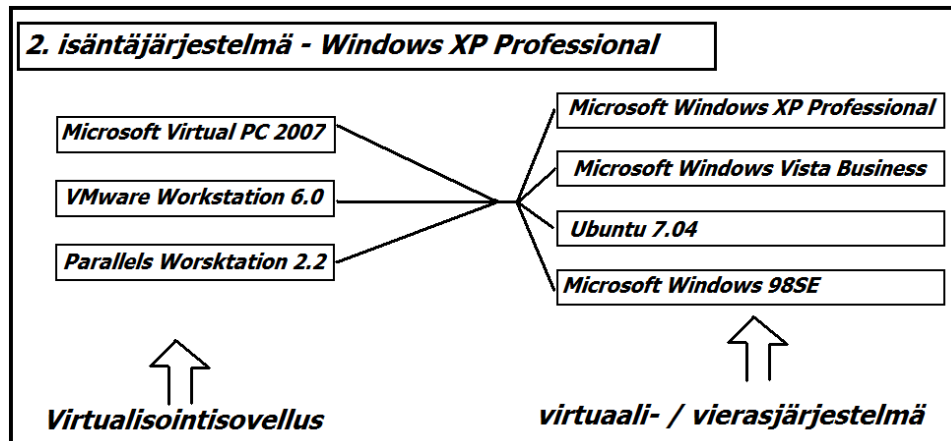 2. isäntäjärjestelmä - Windows XP Professional
Microsoft Virtual PC 2007
VMware Workstation 6.0
Parallels Worsktation 2.2
Microsoft Windows XP Professional
Microsoft Windows Vista Business
Ubuntu 7.04
Microsoft Windows 98SE
Virtualisointisovellus
virtuaali- / vierasjärjestelmä